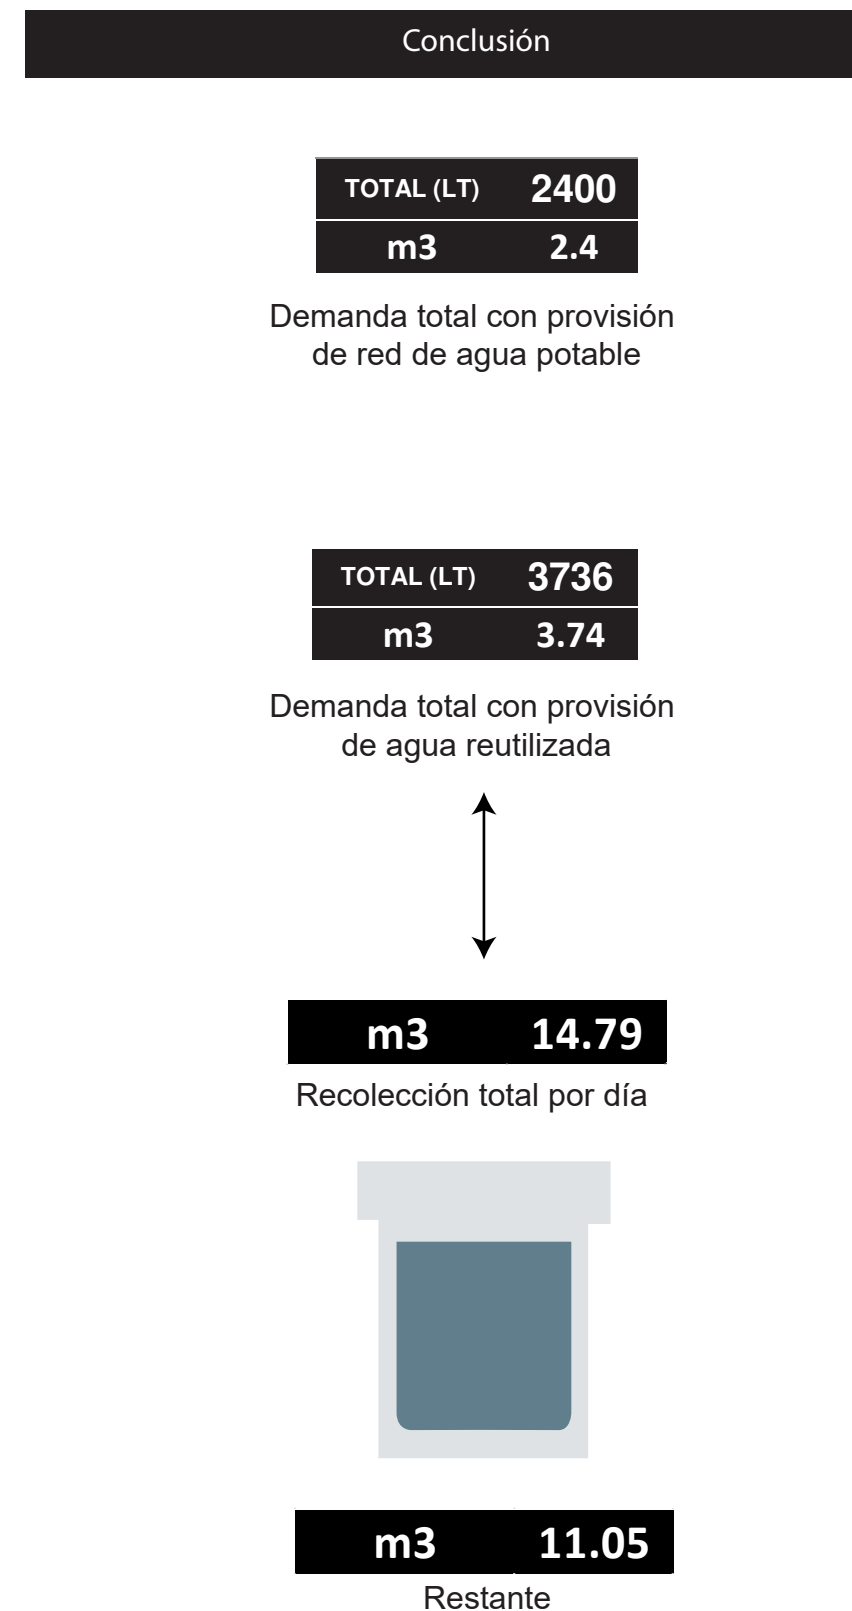 Conclusión
TOTAL (LT) 2400
m3 2.4
Demanda total con provisión
de red de agua potable
TOTAL (LT) 3736
m3 3.74
Demanda total con provisión
de agua reutilizada
m3 14.79
Recolección total por día
m3 11.05
Restante